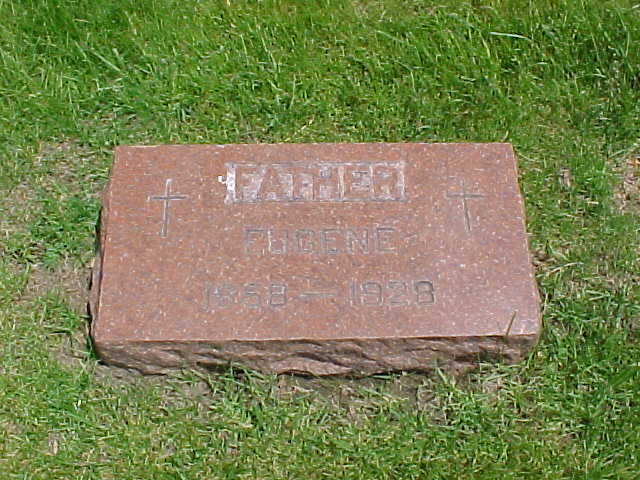 FATHER
EUGENE
1858 — 1928